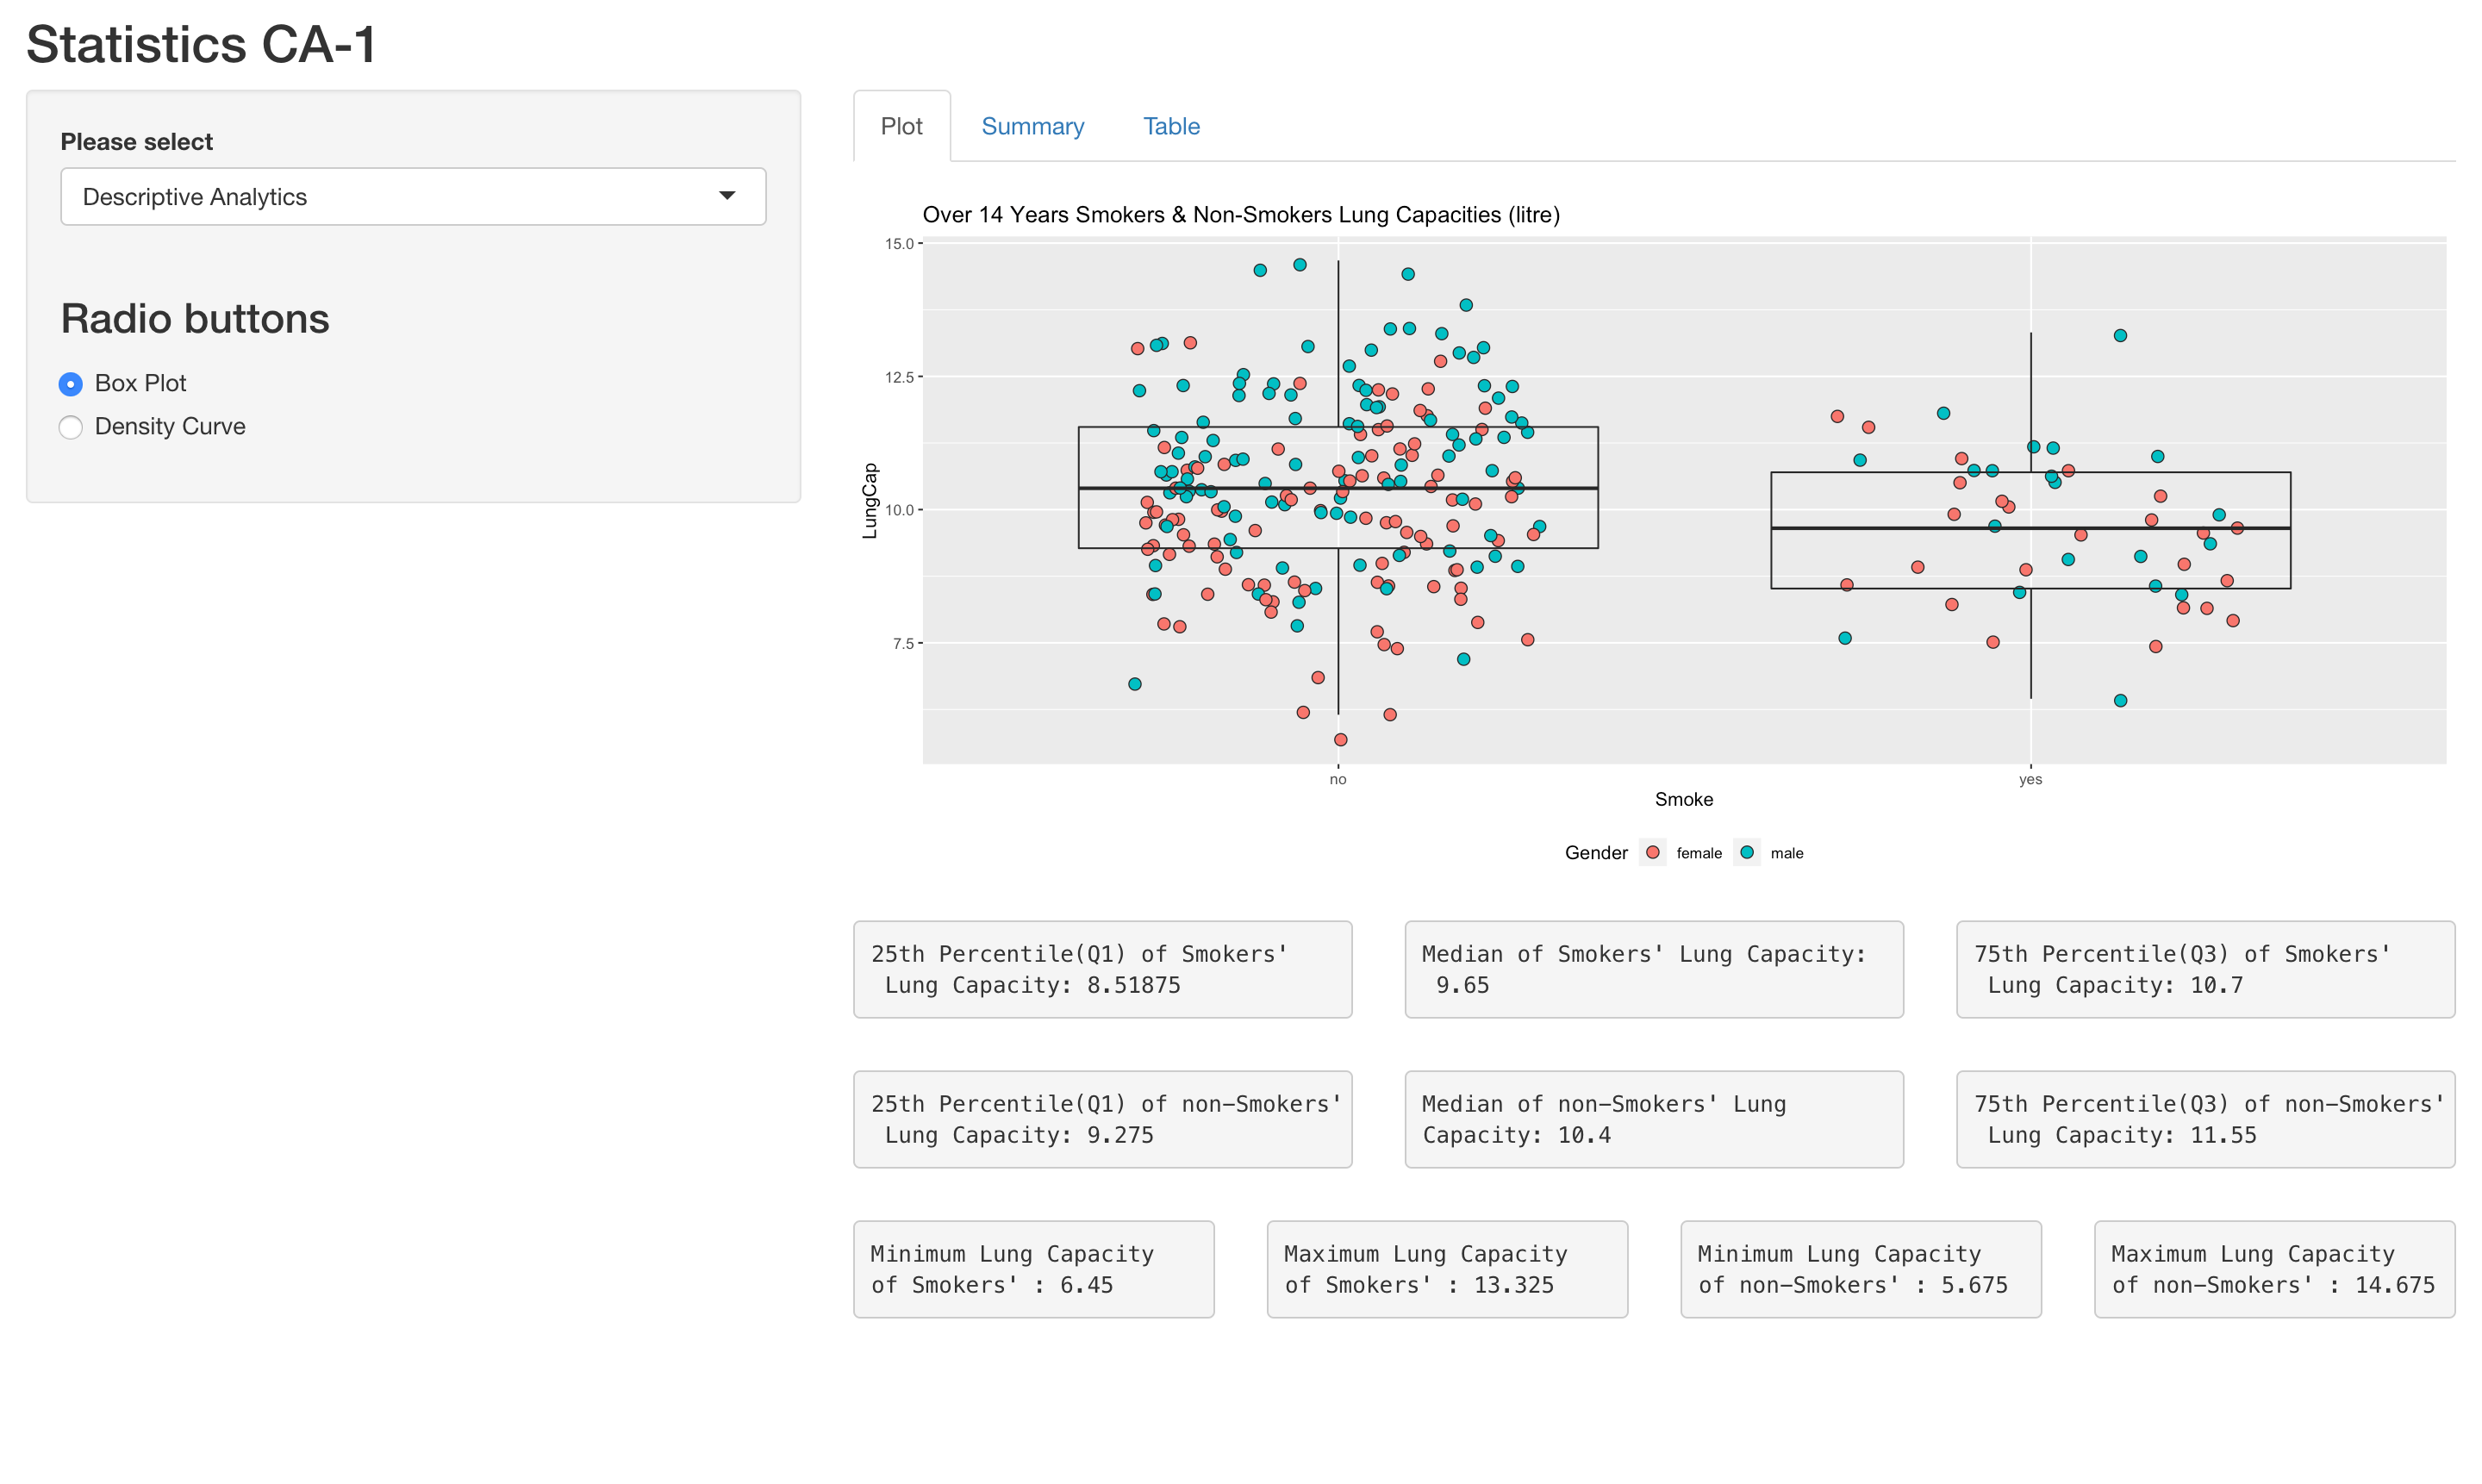 Statistics CA-1
Please select
Descriptive Analytics
Radio buttons
Box Plot
Density Curve
Plot
Summary
Table
Over 14 Years Smokers & Non-Smokers Lung Capacities (litre)
15.0
12.5
10.0
7.5
LungCap
no
yes
Smoke
Gender
female
male
25th Percentile(Q1) of Smokers'
Lung Capacity: 8.51875
Median of Smokers' Lung Capacity:
9.65
75th Percentile(Q3) of Smokers'
Lung Capacity: 10.7
25th Percentile(Q1) of non-Smokers'
Lung Capacity: 9.275
Median of non-Smokers' Lung
Capacity: 10.4
75th Percentile(Q3) of non-Smokers'
Lung Capacity: 11.55
Minimum Lung Capacity
of Smokers' : 6.45
Maximum Lung Capacity
of Smokers' : 13.325
Minimum Lung Capacity
of non-Smokers' : 5.675
Maximum Lung Capacity
of non-Smokers' : 14.675